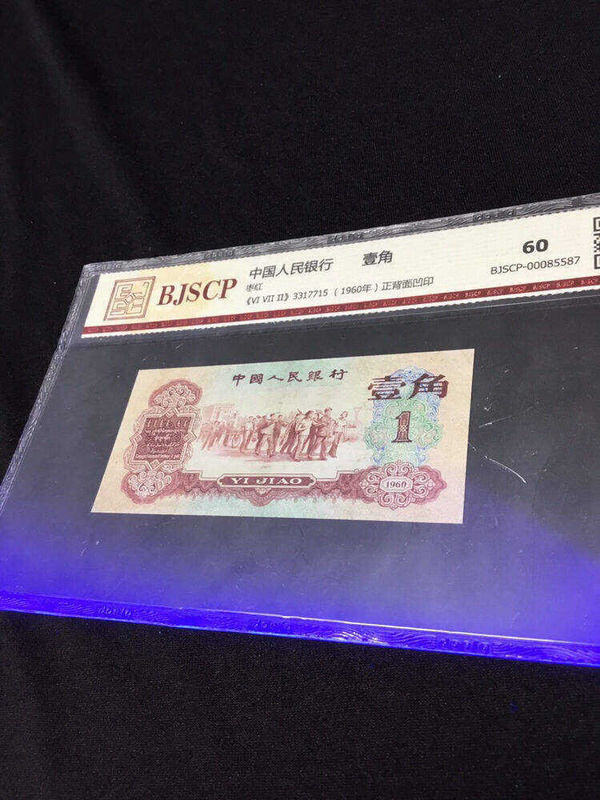 BJSCP
中国人民银行 壹角
枣红
《VI VII II》 3317715 (1960年) 正背面凹印
60
BJSCP-00085587
中國人民銀行
壹角
1
YI JIAO
1960